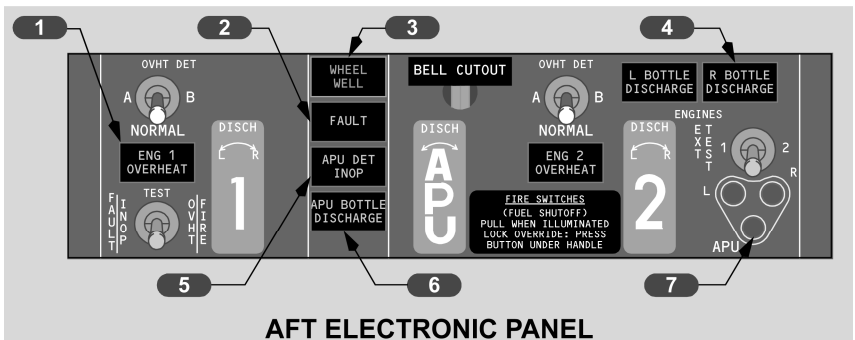 1
2
3
4
OVHT DET
A
B
NORMAL
ENG 1
OVERHEAT
TEST
FAULT
INOP
OVHT
FIRE
DISCH
L R
1
WHEEL
WELL
FAULT
APU DET
INOP
APU BOTTLE
DISCHARGE
BELL CUTOUT
DISCH
APU
OVHT DET
A
B
NORMAL
ENG 2
OVERHEAT
FIRE SWITCHES
(FUEL SHUTOFF)
PULL WHEN ILLUMINATED
LOCK OVERRIDE: PRESS
BUTTON UNDER HANDLE
DISCH
L R
2
L BOTTLE
DISCHARGE
R BOTTLE
DISCHARGE
ENGINES
EXT
TEST
1
2
L
R
APU
5
6
7
AFT ELECTRONIC PANEL